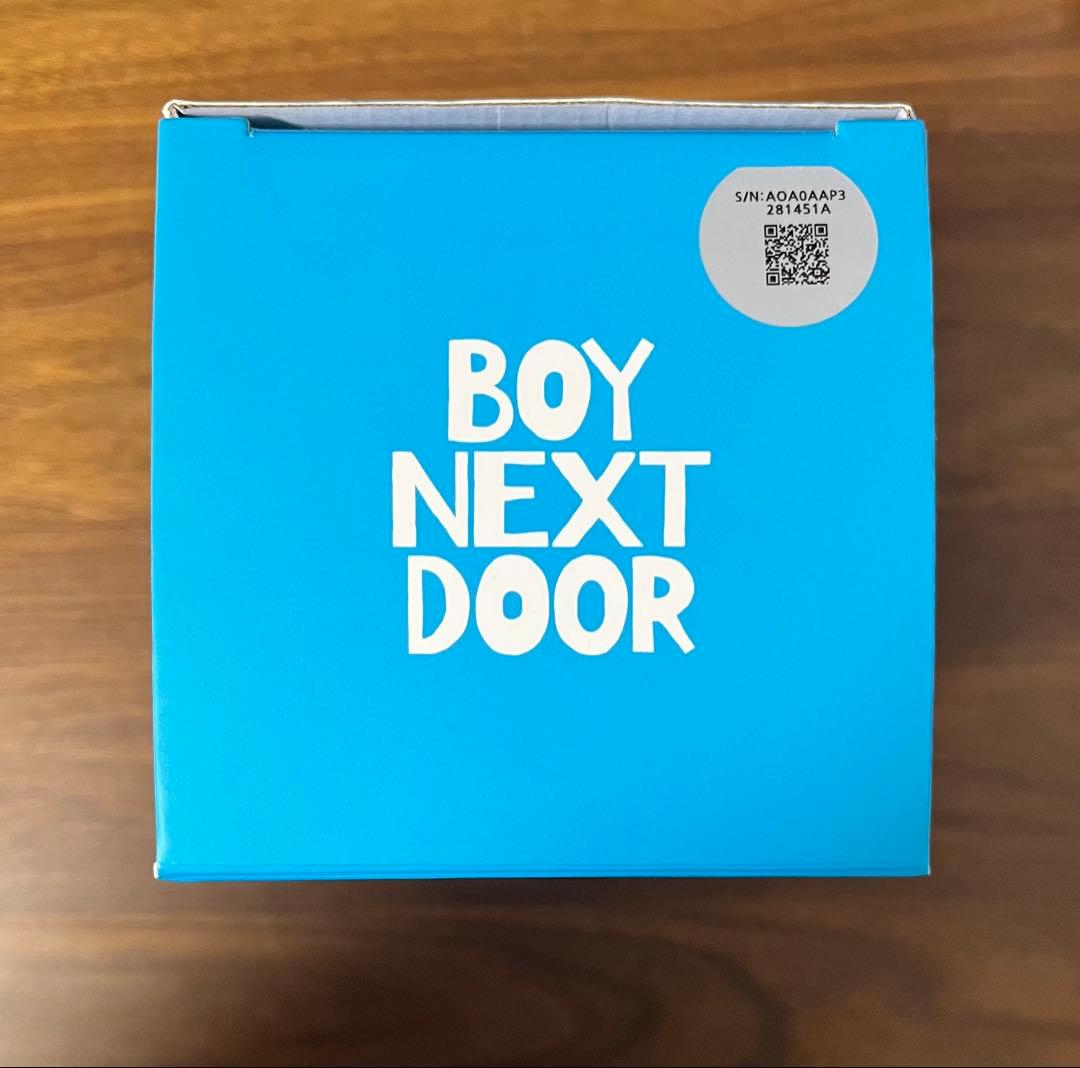 S/N:AOA0AAP3
281451A
BOY
NEXT
DOOR